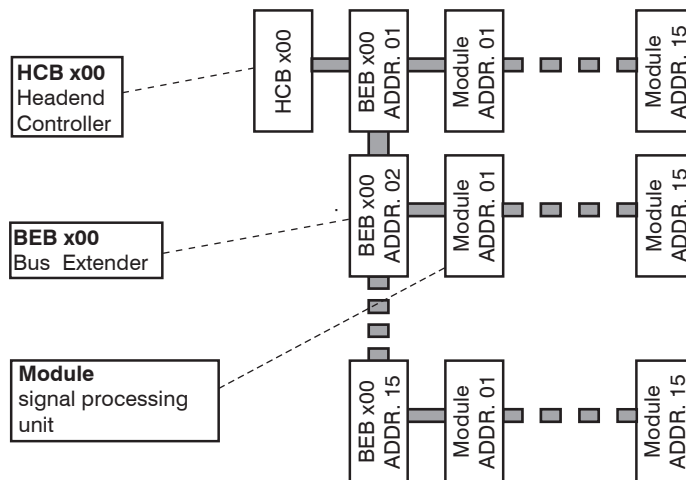 HCB x00
Headend
Controller
HCB x00
BEB x00
ADDR. 01
Module
ADDR. 01
Module
ADDR. 15
BEB x00
Bus Extender
BEB x00
ADDR. 02
Module
ADDR. 01
Module
ADDR. 15
Module
signal processing
unit
BEB x00
ADDR. 15
Module
ADDR. 01
Module
ADDR. 15